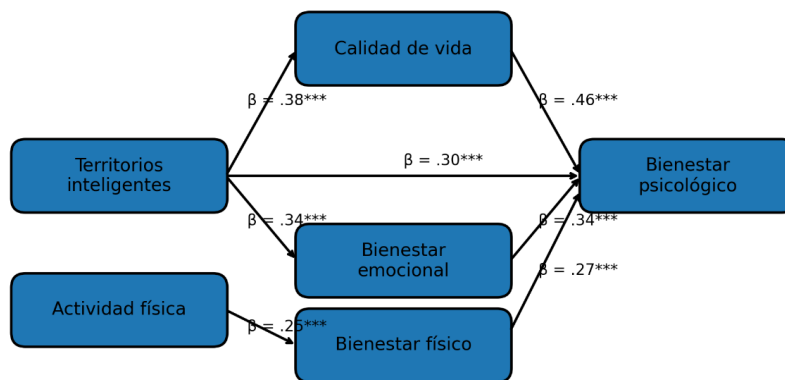 Calidad de vida
β = .38***
β = .46***
Territorios
inteligentes
β = .30***
Bienestar
psicológico
β = .34***
β = .34***
Bienestar
emocional
β = .27***
Actividad física
β = .25***
Bienestar físico